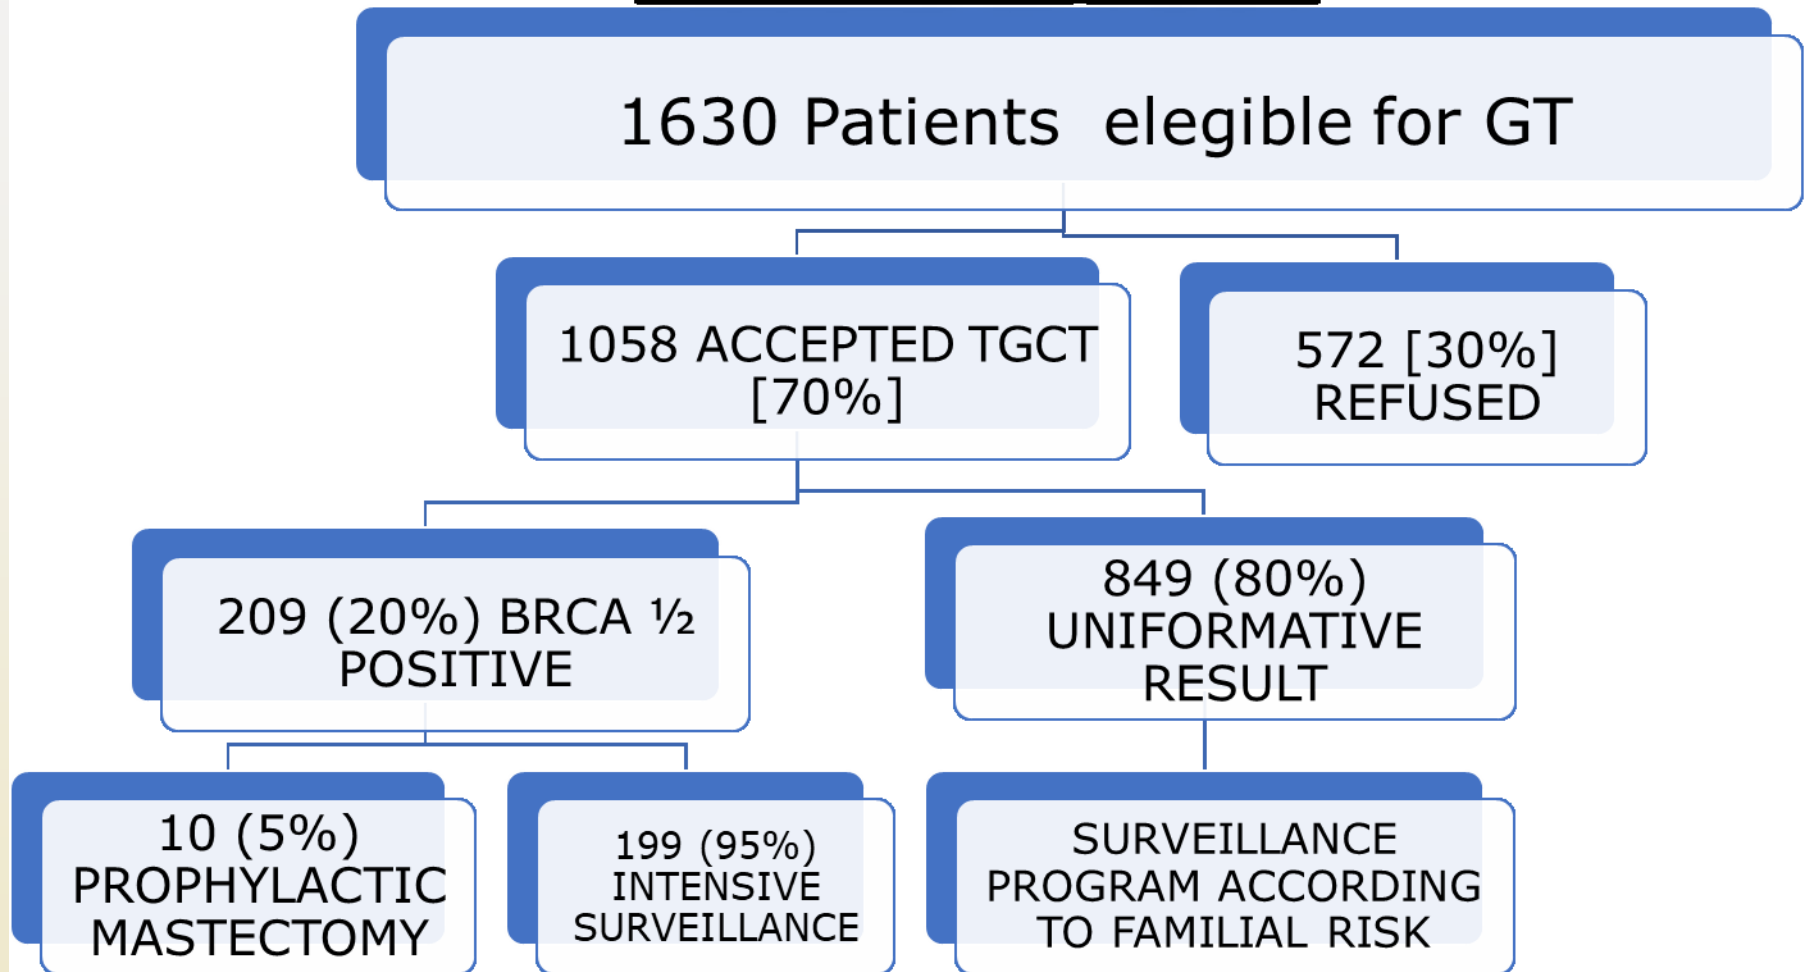 1630 Patients  elegible for GT
1058 ACCEPTED TGCT
[70%]
572 [30%]
REFUSED
209 (20%) BRCA ½
POSITIVE
849 (80%)
UNIFORMATIVE
RESULT
10 (5%)
PROPHYLACTIC
MASTECTOMY
199 (95%)
INTENSIVE
SURVEILLANCE
SURVEILLANCE
PROGRAM ACCORDING
TO FAMILIAL RISK